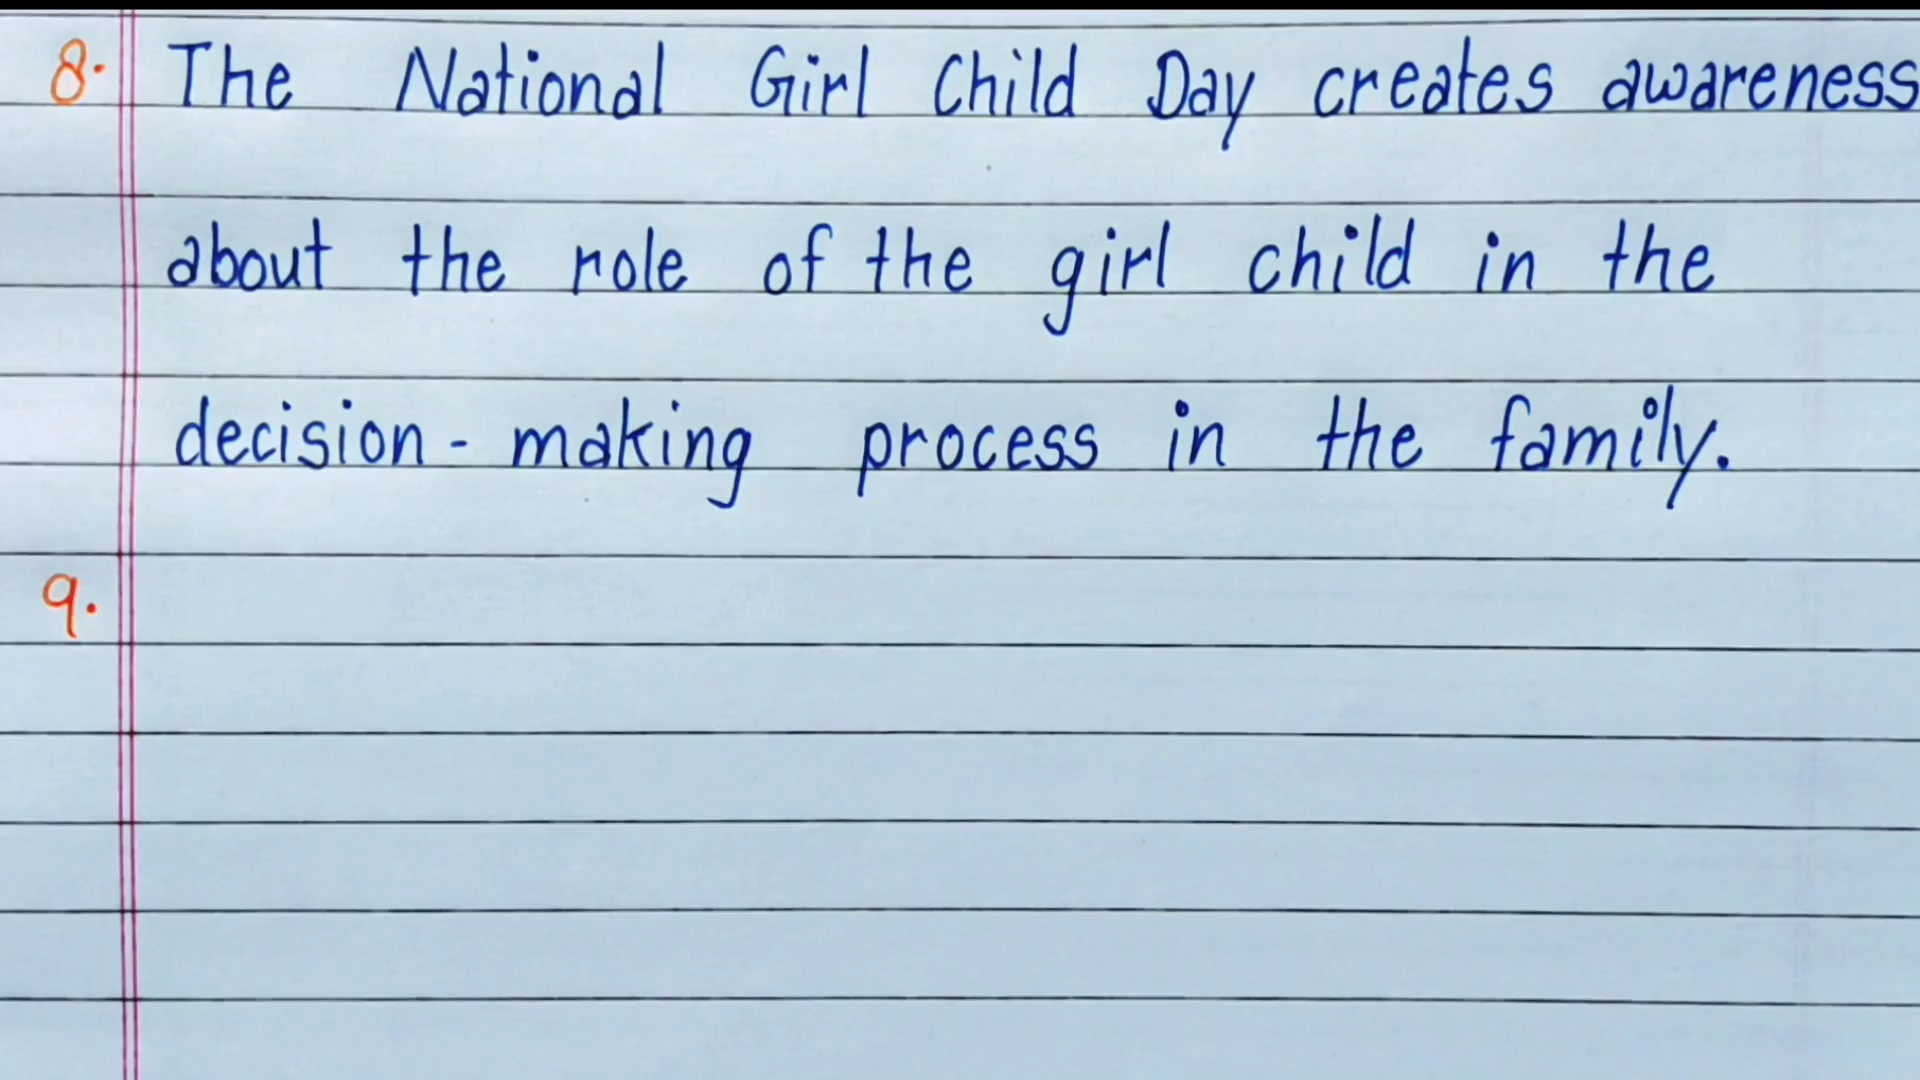 8. The National Girl Child Day creates awareness
about the role of the girl child in the
decision - making process in the family.
9.